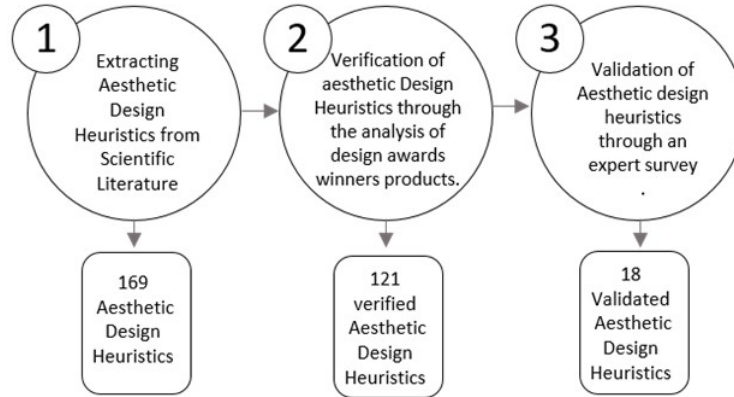 1
Extracting
Aesthetic
Design
Heuristics from
Scientific
Literature
2
Verification of
aesthetic Design
Heuristics through
the analysis of
design awards
winners products.
3
Validation of
Aesthetic design
heuristics
through an
expert survey
.
169
Aesthetic
Design
Heuristics
121
verified
Aesthetic
Design
Heuristics
18
Validated
Aesthetic
Design
Heuristics